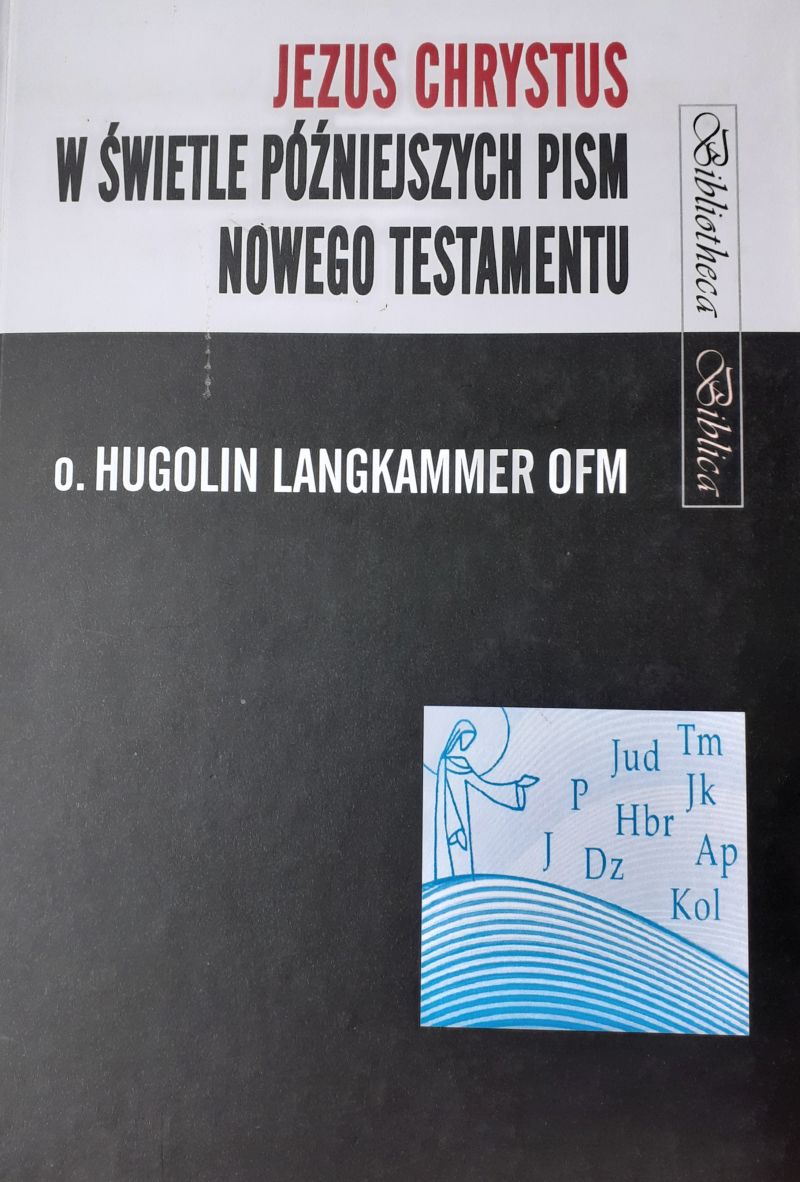 JEZUS CHRYSTUS
W ŚWIETLE PÓŹNIEJSZYCH PISM
NOWEGO TESTAMENTU
Bibliotheca Biblica
o. HUGOLIN LANGKAMMER OFM
Tm
Jud
P
Jk
Hbr
J
Dz
Ap
Kol